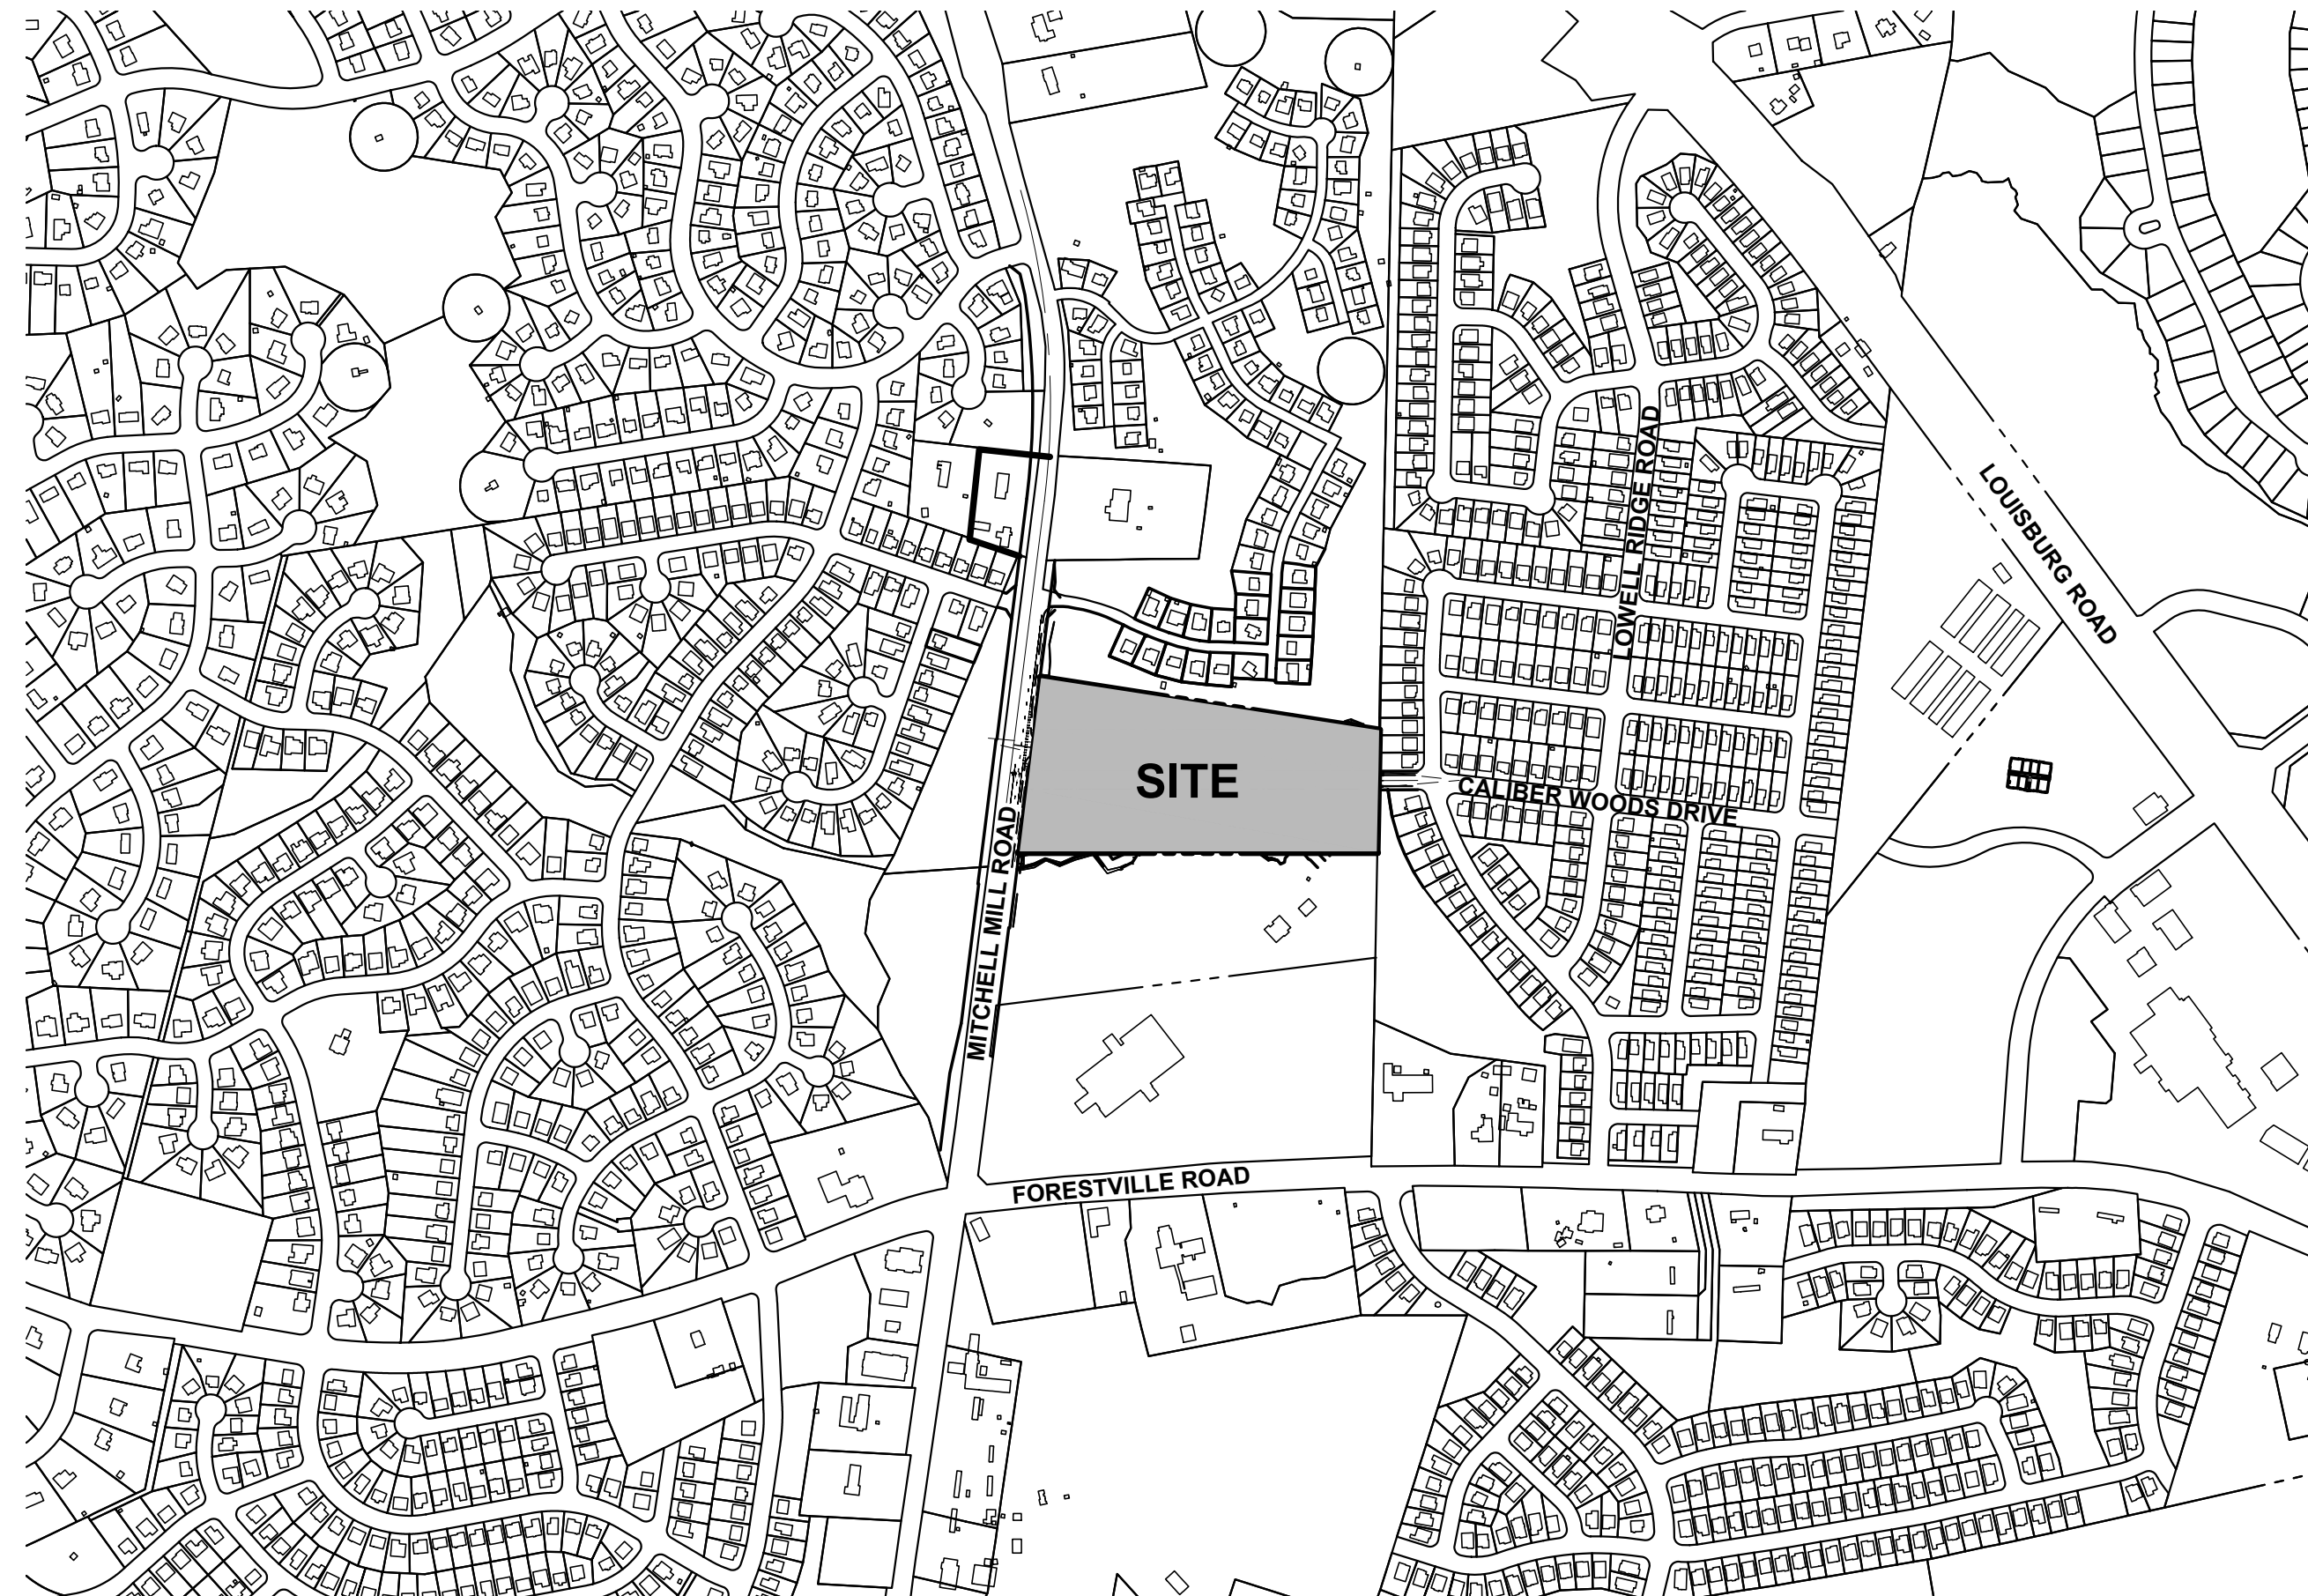 LOWELL RIDGE ROAD
LOUISBURG ROAD
SITE
CALIBER WOODS DRIVE
MITCHELL MILL ROAD
FORESTVILLE ROAD